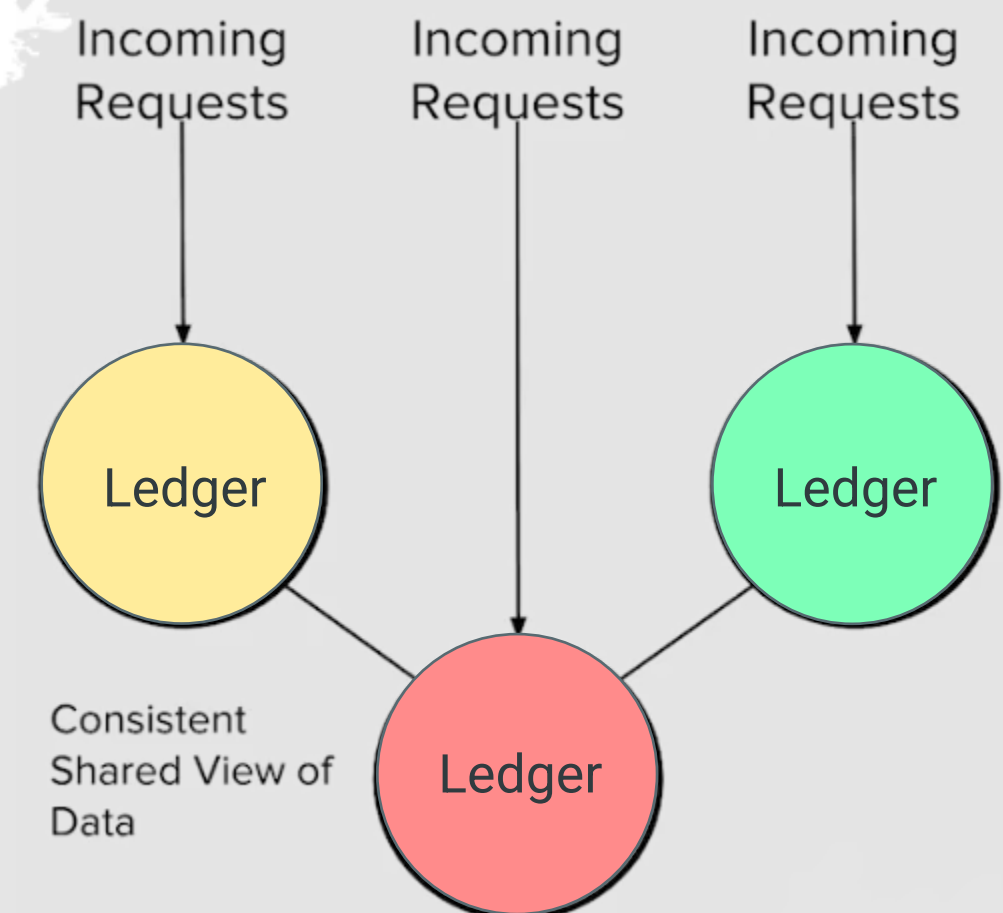 Incoming
Requests
Incoming
Requests
Incoming
Requests
Ledger
Ledger
Ledger
Consistent
Shared View of
Data